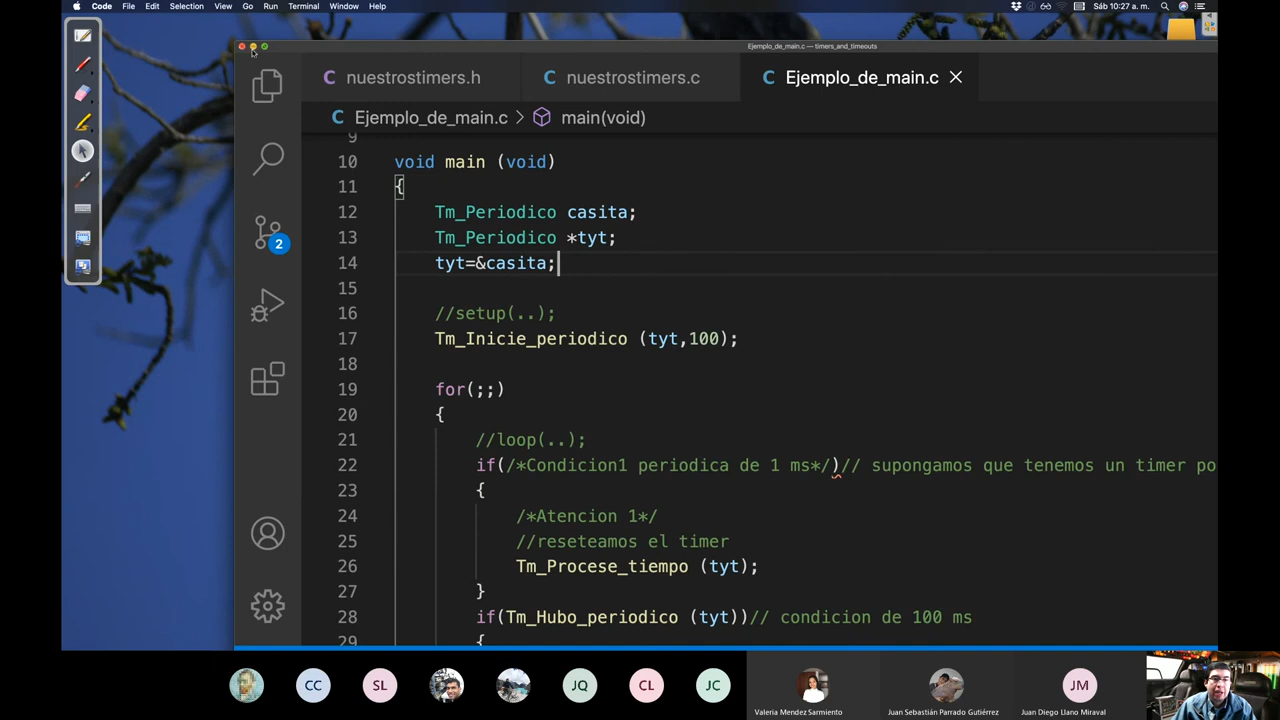 Code File Edit Selection View Go Run Terminal Window Help
Sáb 10:27 a. m.
Ejemplo_de_main.c — timers_and_timeouts
C nuestrostimers.h
C nuestrostimers.c
C Ejemplo_de_main.c
C Ejemplo_de_main.c > main(void)
9
10 void main (void)
11 {
12 Tm_Periodico casita;
13 Tm_Periodico *tyt;
14 tyt=&casita;
15
16 //setup(..);
17 Tm_Inicie_periodico (tyt,100);
18
19 for(;;)
20 {
21 //loop(..);
22 if(/*Condicion1 periodica de 1 ms*/)// supongamos que tenemos un timer po
23 {
24 /*Atencion 1*/
25 //reseteamos el timer
26 Tm_Procese_tiempo (tyt);
27 }
28 if(Tm_Hubo_periodico (tyt))// condicion de 100 ms
29 {
2
CC SL JQ CL JC JM
Valeria Mendez Sarmiento
Juan Sebastián Parrado Gutiérrez
Juan Diego Llano Miraval